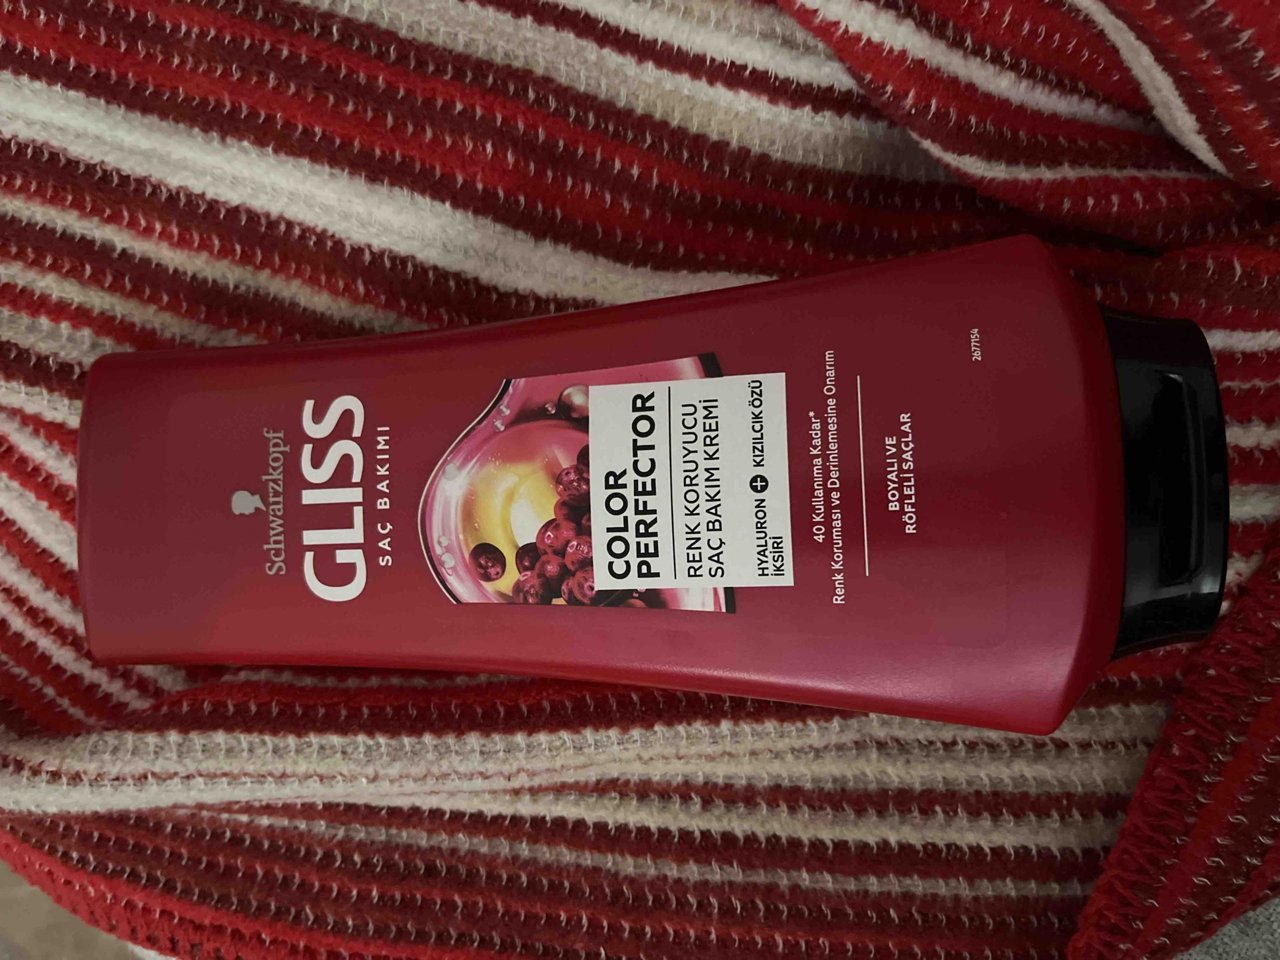 Schwarzkopf
GLISS
SAÇ BAKIMI
COLOR
PERFECTOR
RENK KORUYUCU
SAÇ BAKIM KREMİ
HYALURON + KIZILCIK ÖZÜ
İKSİRİ
40 Kullanıma Kadar*
Renk Koruması ve Derinlemesine Onarım
BOYALI VE
RÖFLELİ SAÇLAR
2677154